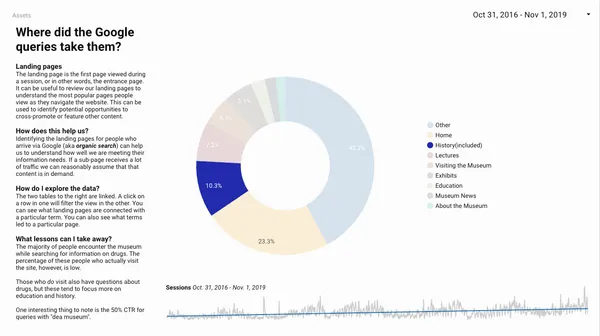 Assets
Oct 31, 2016 - Nov 1, 2019
Where did the Google
queries take them?
Landing pages
The landing page is the first page viewed during
a session, or in other words, the entrance page.
It can be useful to review our landing pages to
understand the most popular pages people
view as they navigate the website. This can be
used to identify potential opportunities to
cross-promote or feature other content.
How does this help us?
Identifying the landing pages for people who
arrive via Google (aka organic search) can help
us to understand how well we are meeting their
information needs. If a sub page receives a lot
of traffic we can reasonably assume that that
content is in demand.
How do I explore the data?
The two tables to the right are linked. A click on
a row in one will filter the view in the other. You
can see what landing pages are connected with
a particular term. You can also see what terms
led to a particular page.
What lessons can I take away?
The majority of people encounter the museum
while searching for information on drugs. The
percentage of these people who actually visit
the site, however, is low.
Those who do visit also have questions about
drugs, but these tend to focus more on
education and history.
One interesting thing to note is the 50% CTR for
queries with "dea museum".
10.3%
23.3%
Other
Home
History(included)
Lectures
Visiting the Museum
Exhibits
Education
Museum News
About the Museum
Sessions Oct. 31, 2016 - Nov. 1, 2019